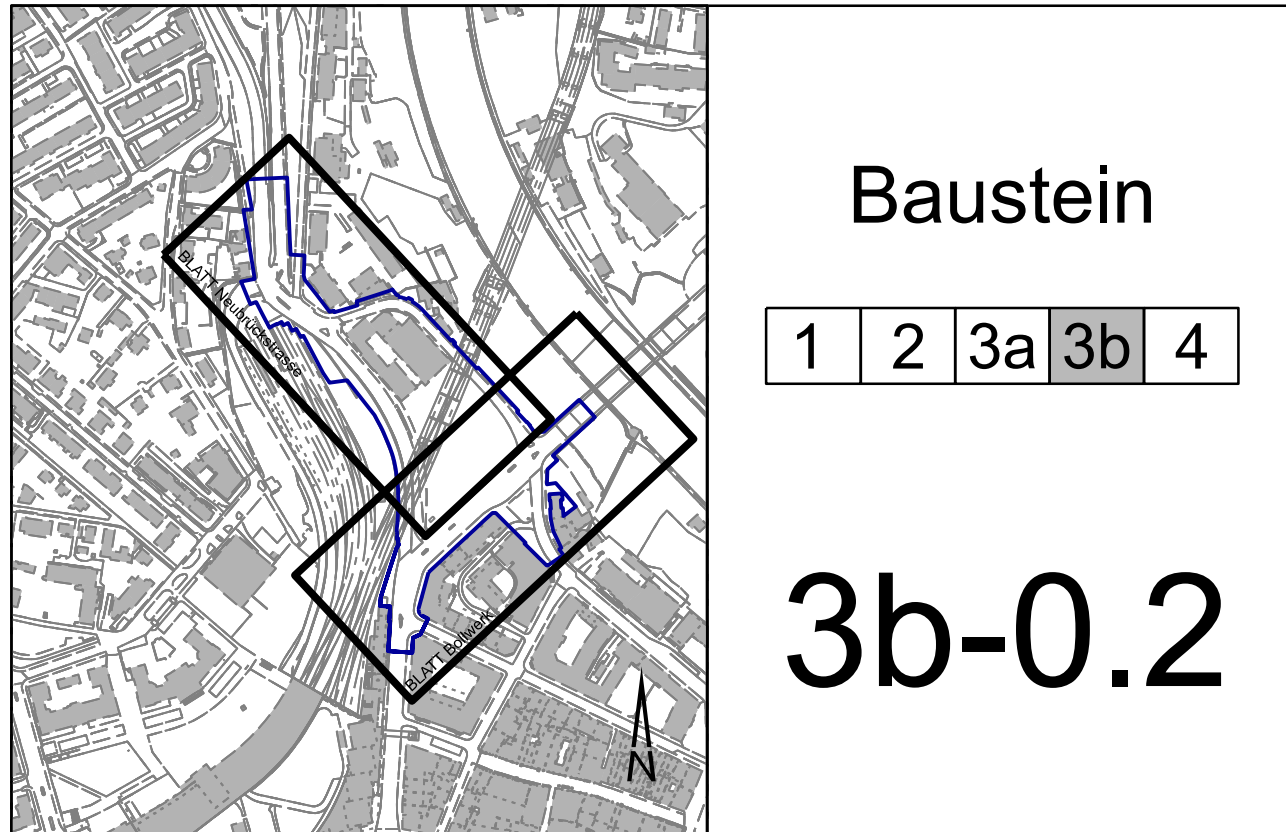 BLATT Neubrückstrasse
BLATT Bollwerk
N
Baustein
1 2 3a 3b 4
3b-0.2